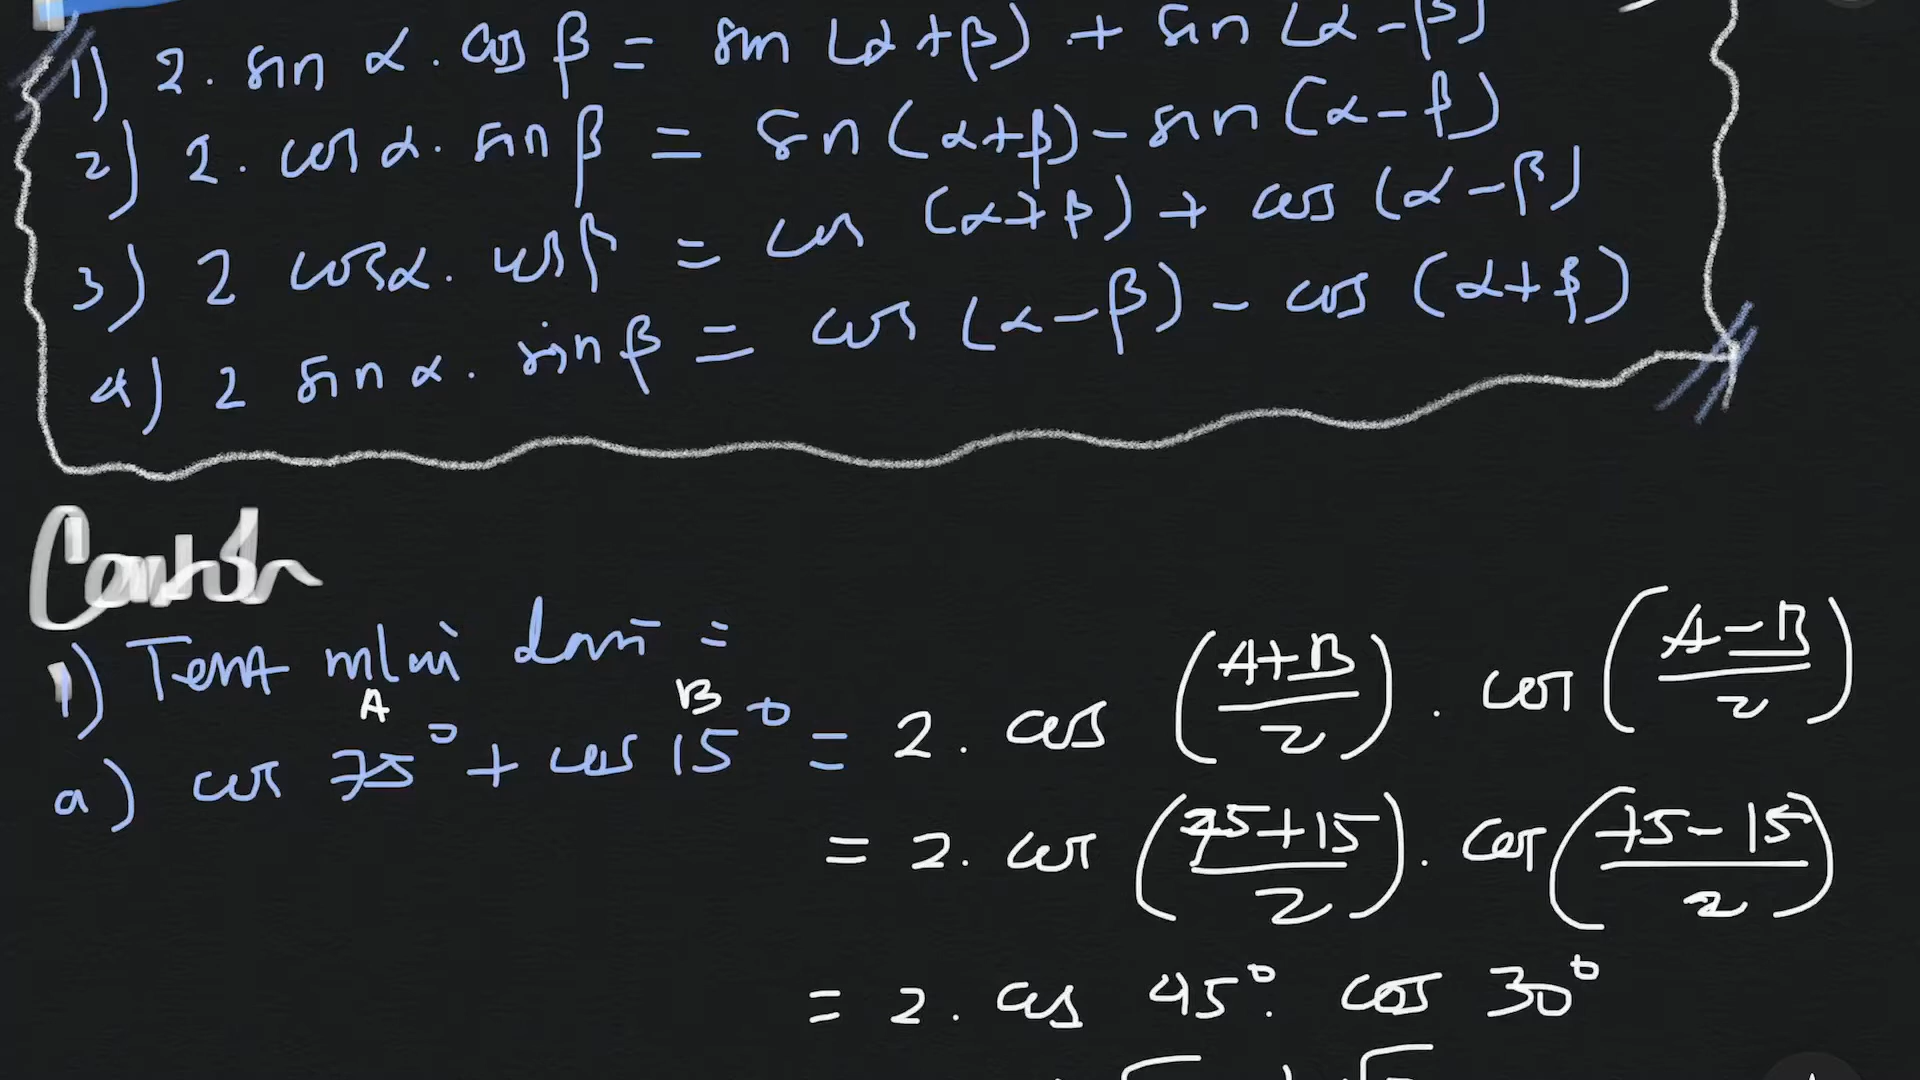 1) 2. sin α. cos β = sin (α+β) + sin (α-β)
2) 2. cos α. sin β = sin (α+β) - sin (α-β)
3) 2 cos α. cos β = cos (α+β) + cos (α-β)
4) 2 sin α. sin β = cos (α-β) - cos (α+β)
Contoh
1) Tent nilai dari =
A B
a) cos 75° + cos 15° = 2. cos ((A+B)/2) . cos ((A-B)/2)
= 2. cos ((75+15)/2) . cos ((75-15)/2)
= 2. cos 45°. cos 30°